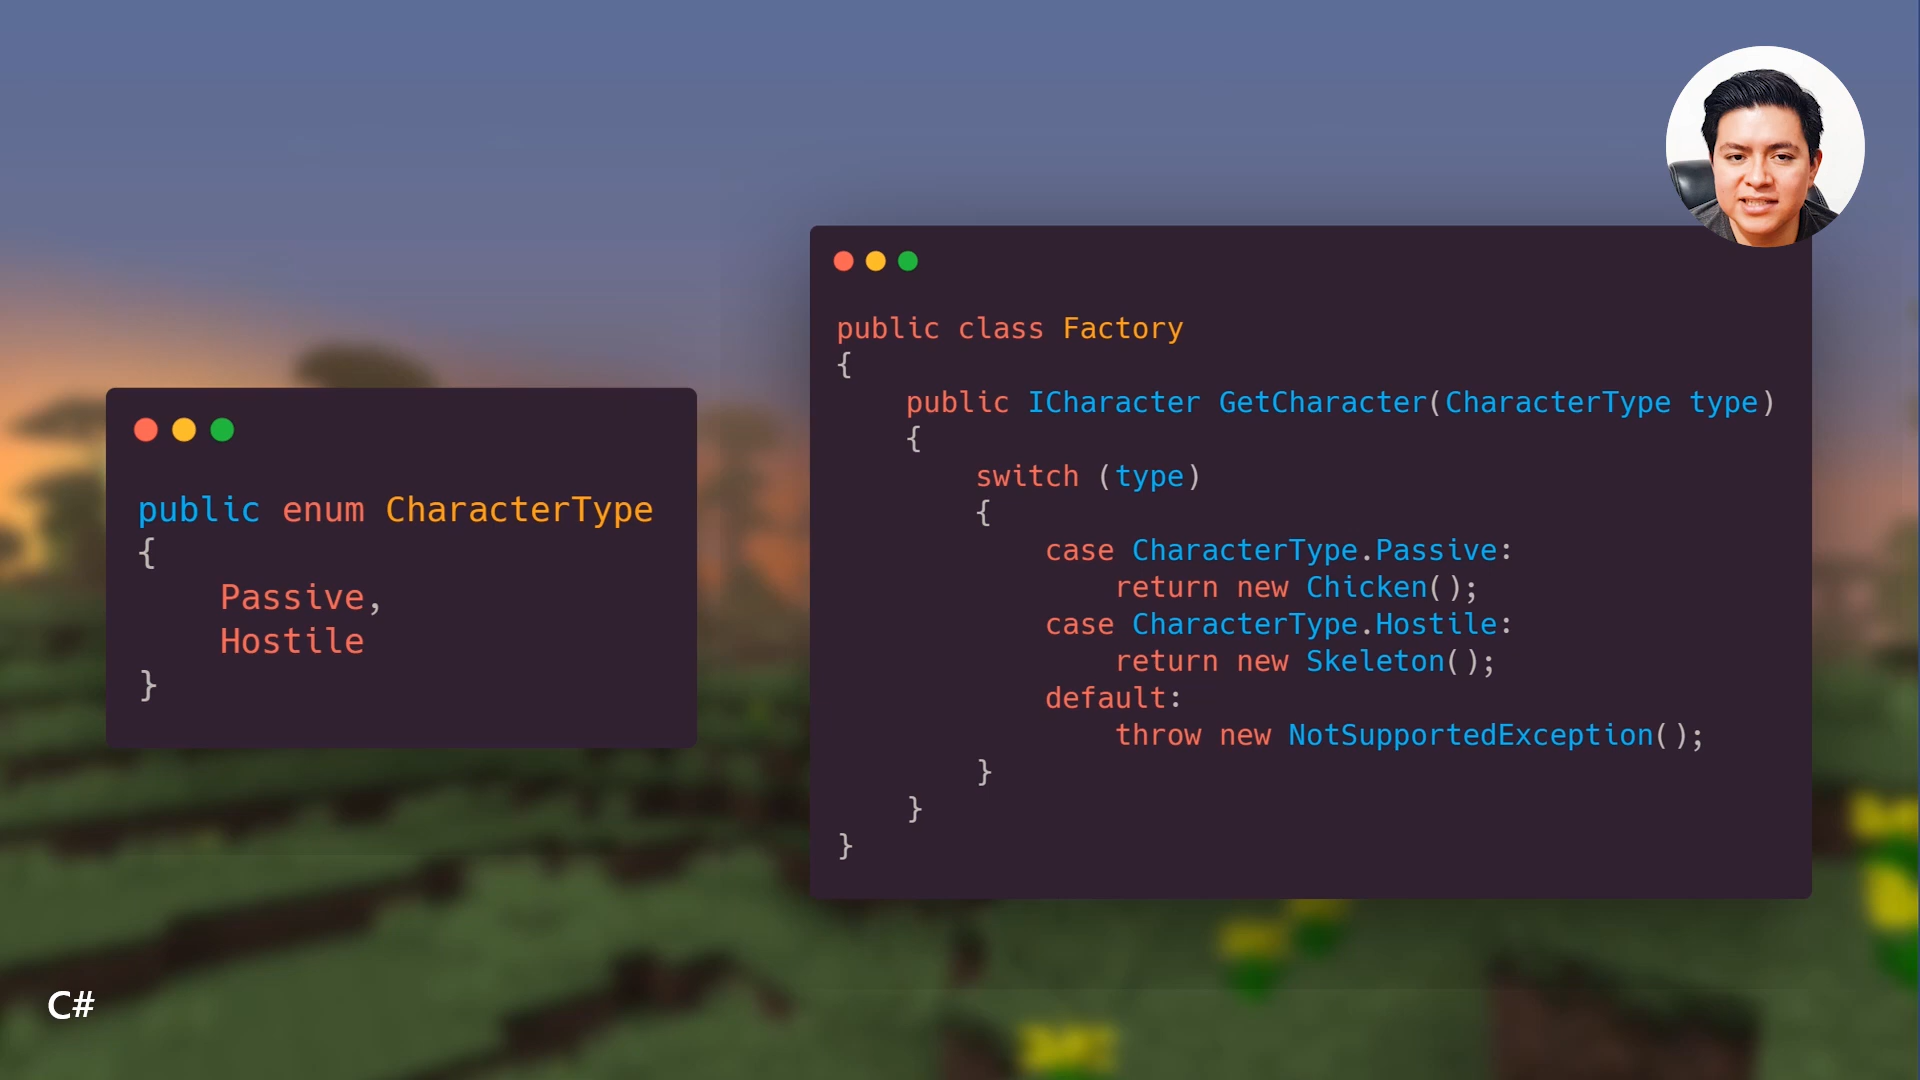 public enum CharacterType
{
    Passive,
    Hostile
}
public class Factory
{
    public ICharacter GetCharacter(CharacterType type)
    {
        switch (type)
        {
            case CharacterType.Passive:
                return new Chicken();
            case CharacterType.Hostile:
                return new Skeleton();
            default:
                throw new NotSupportedException();
        }
    }
}
C#